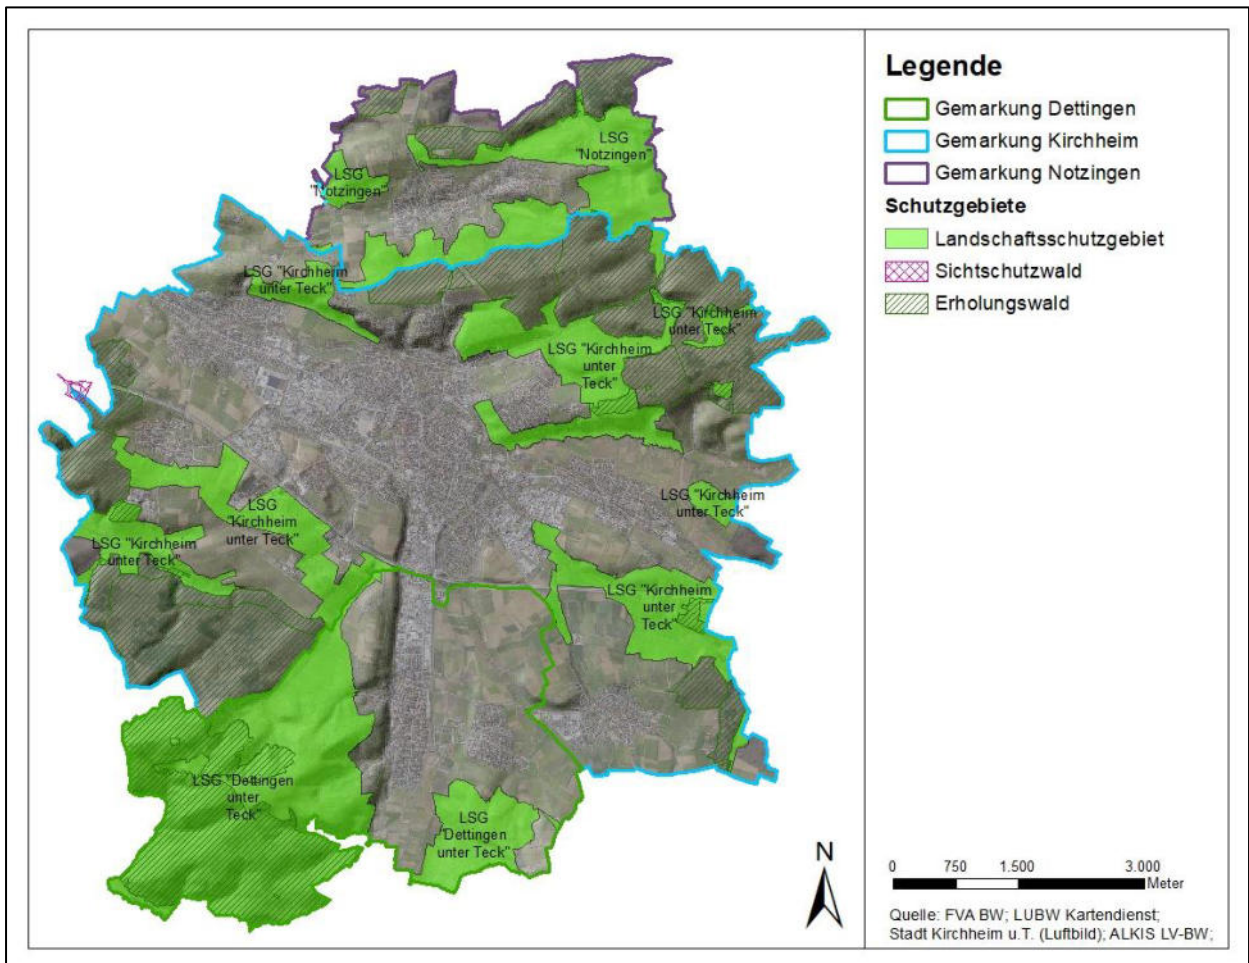 Legende
Gemarkung Dettingen
Gemarkung Kirchheim
Gemarkung Notzingen
Schutzgebiete
Landschaftsschutzgebiet
Sichtschutzwald
Erholungswald
LSG
"Notzingen"
LSG
"Notzingen"
LSG "Kirchheim
unter Teck"
LSG "Kirchheim
unter Teck"
LSG "Kirchheim
unter
Teck"
LSG "Kirchheim
unter Teck"
LSG
"Kirchheim
unter Teck"
LSG "Kirchheim
unter Teck"
LSG "Kirchheim
unter
Teck"
LSG "Dettingen
unter
Teck"
LSG
"Dettingen
unter Teck"
N
0 750 1.500 3.000
Meter
Quelle: FVA BW; LUBW Kartendienst;
Stadt Kirchheim u.T. (Luftbild); ALKIS LV-BW;